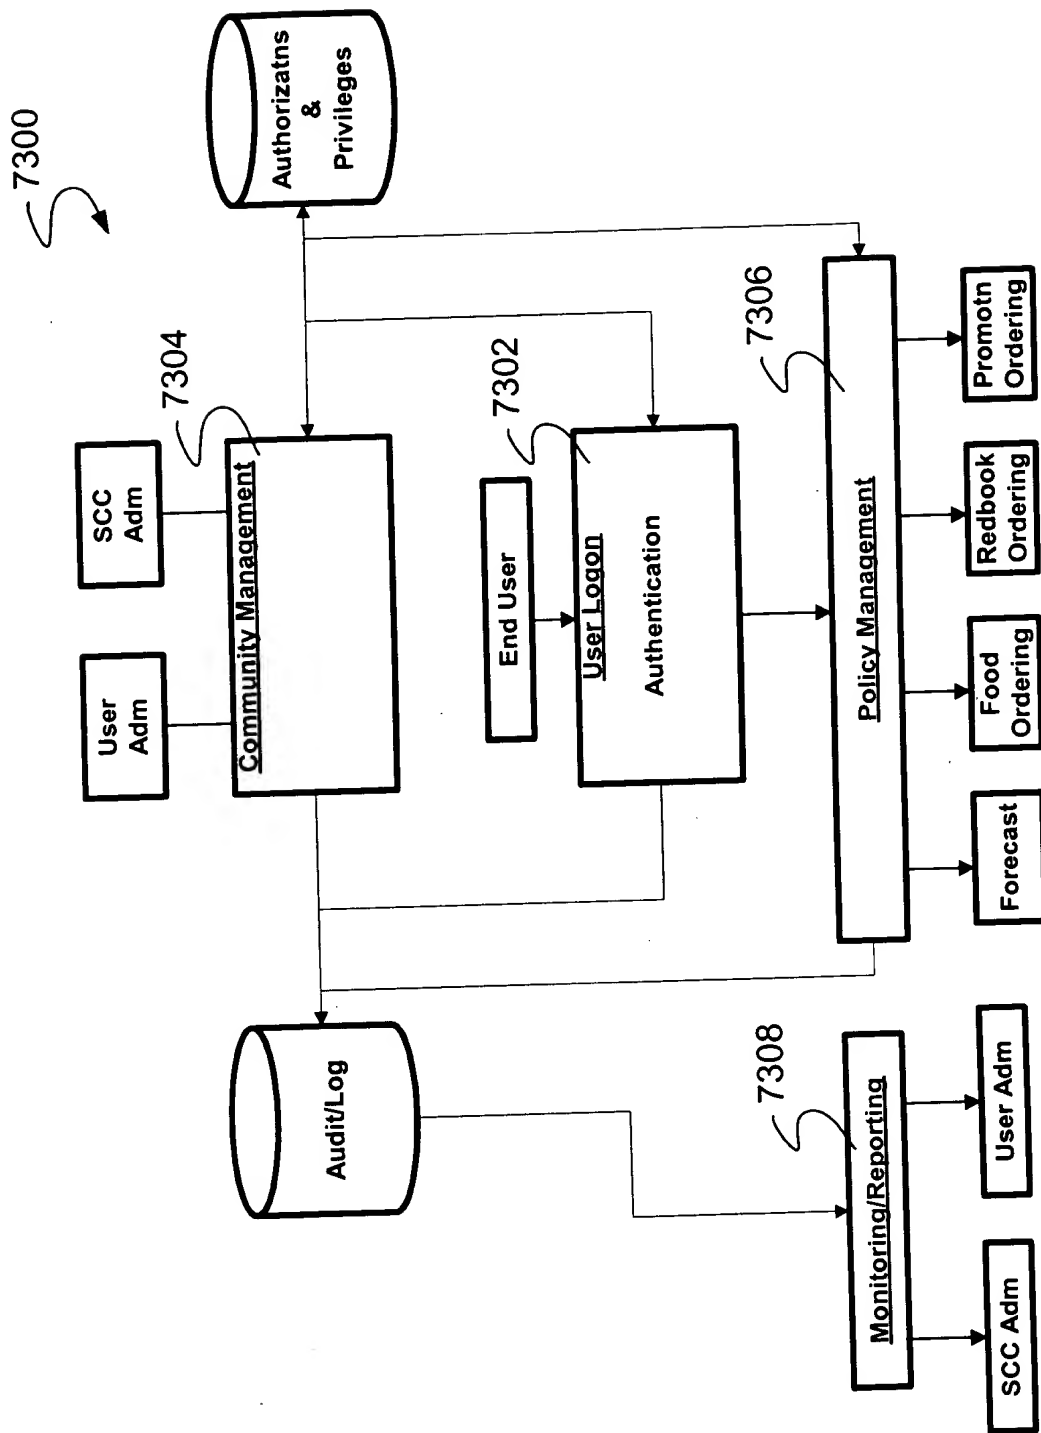 7300
User
Adm
SCC
Adm
7304
Community Management
Authorizatns
&
Privileges
Audit/Log
End User
7302
User Logon
Authentication
7306
Policy Management
7308
Monitoring/Reporting
SCC Adm
User Adm
Forecast
Food
Ordering
Redbook
Ordering
Promotn
Ordering